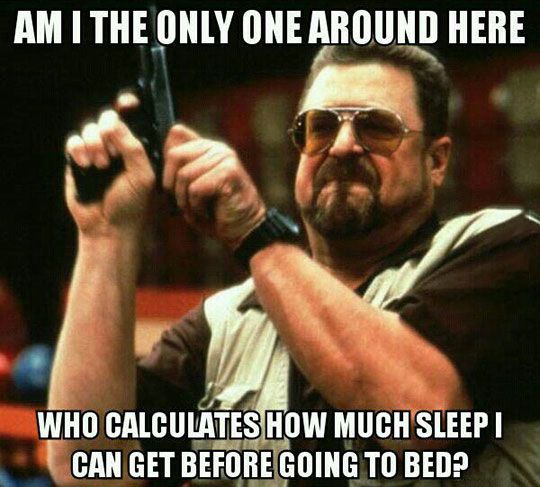 AM I THE ONLY ONE AROUND HERE
WHO CALCULATES HOW MUCH SLEEP I
CAN GET BEFORE GOING TO BED?